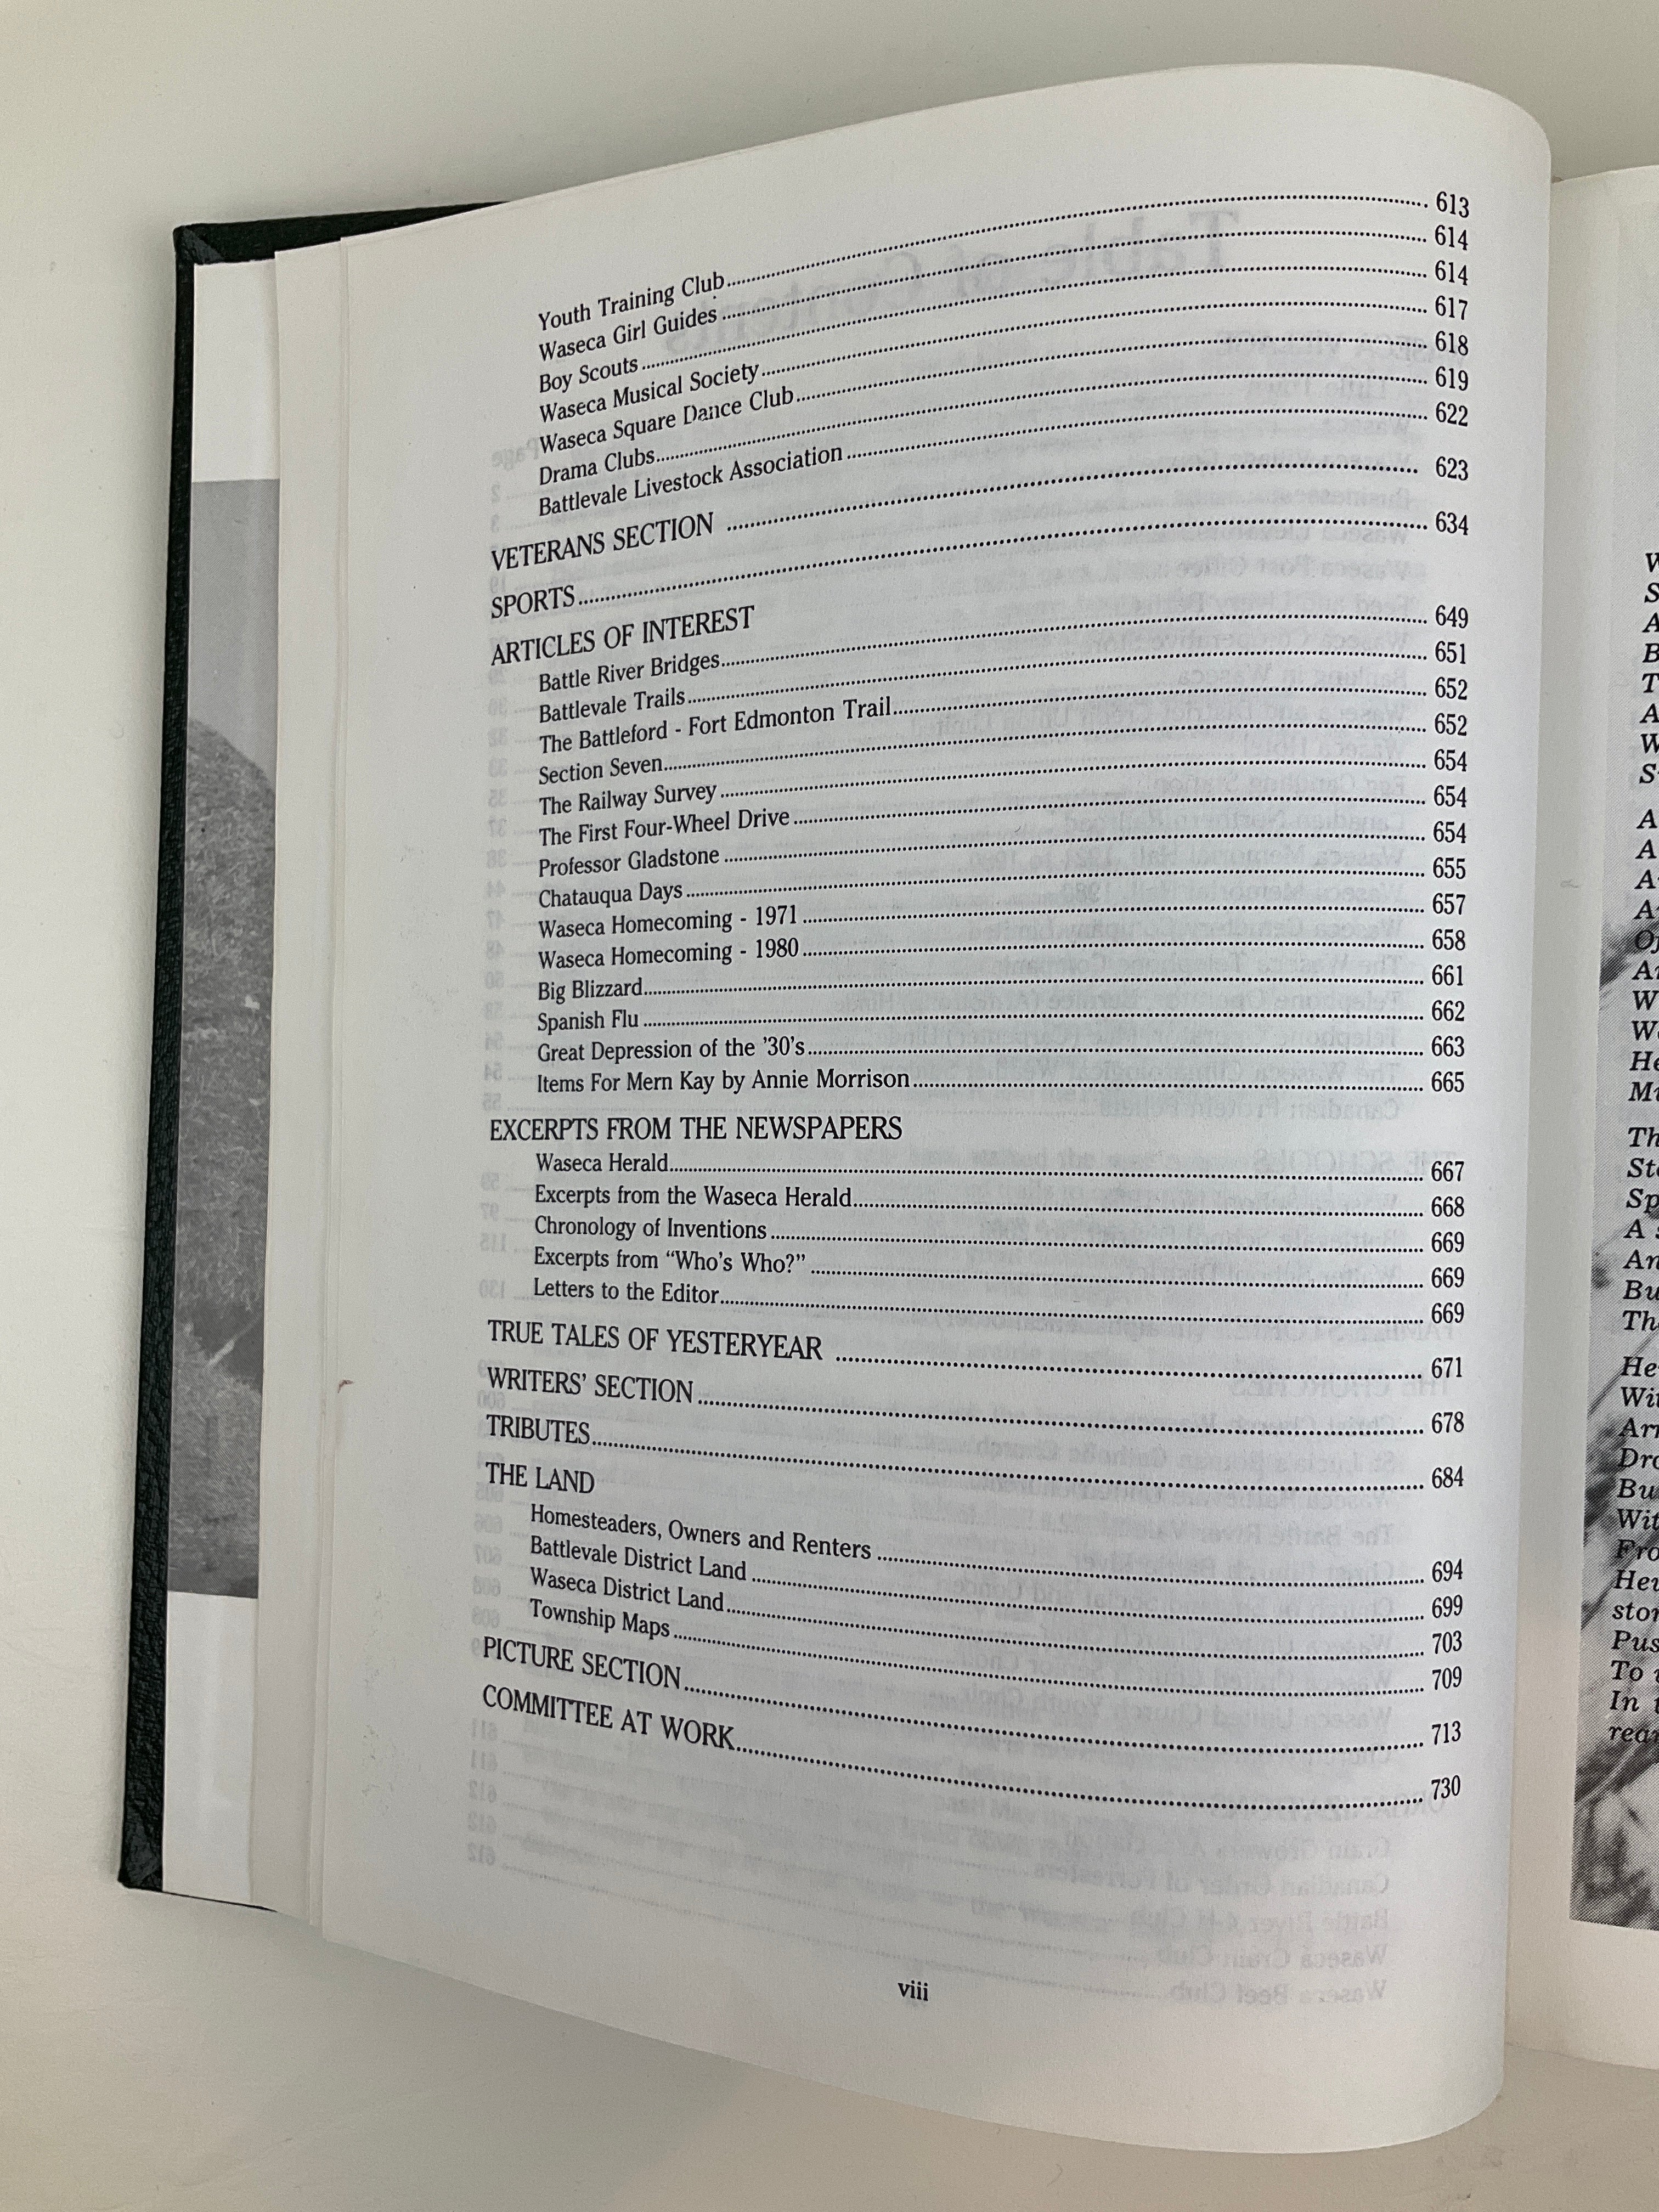 Youth Training Club 613
Waseca Girl Guides 614
Boy Scouts 614
Waseca Musical Society 617
Waseca Square Dance Club 618
Drama Clubs 619
Battlevale Livestock Association 622
VETERANS SECTION 623
SPORTS 634
ARTICLES OF INTEREST
Battle River Bridges 649
Battlevale Trails 651
The Battleford - Fort Edmonton Trail 652
Section Seven 652
The Railway Survey 654
The First Four-Wheel Drive 654
Professor Gladstone 654
Chatauqua Days 655
Waseca Homecoming - 1971 657
Waseca Homecoming - 1980 658
Big Blizzard 661
Spanish Flu 662
Great Depression of the '30's 663
Items For Mern Kay by Annie Morrison 665
EXCERPTS FROM THE NEWSPAPERS
Waseca Herald 667
Excerpts from the Waseca Herald 668
Chronology of Inventions 669
Excerpts from “Who's Who?” 669
Letters to the Editor 669
TRUE TALES OF YESTERYEAR 671
WRITERS' SECTION 678
TRIBUTES 684
THE LAND
Homesteaders, Owners and Renters 694
Battlevale District Land 699
Waseca District Land 703
Township Maps 709
PICTURE SECTION 713
COMMITTEE AT WORK 730
viii